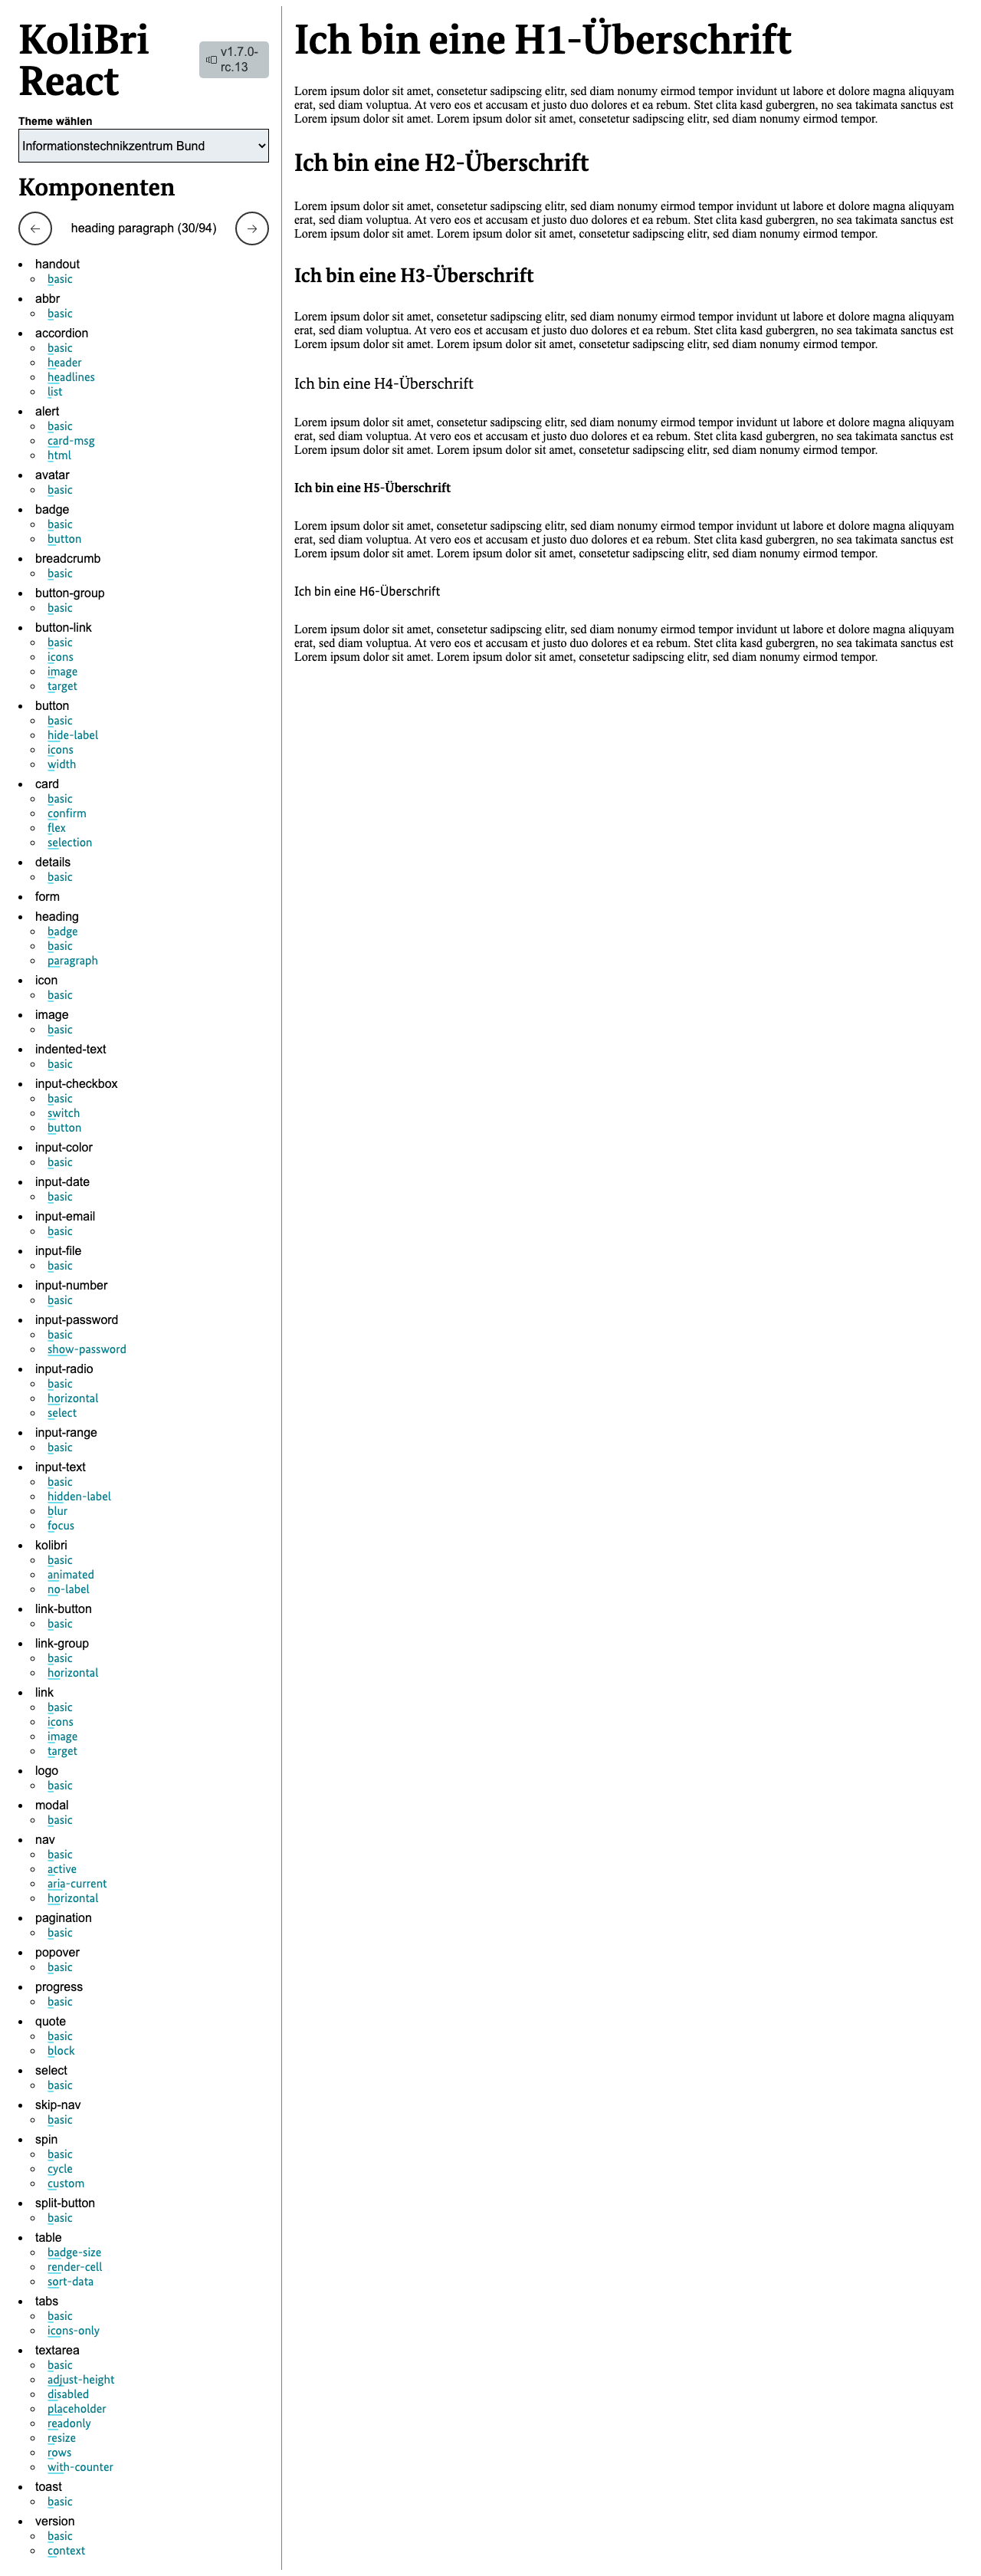 KoliBri
React
v1.7.0-
rc.13
Theme wählen
Informationstechnikzentrum Bund
Komponenten
heading paragraph (30/94)
handout
basic
abbr
basic
accordion
basic
header
headlines
list
alert
basic
card-msg
html
avatar
basic
badge
basic
button
breadcrumb
basic
button-group
basic
button-link
basic
icons
image
target
button
basic
hide-label
icons
width
card
basic
confirm
flex
selection
details
basic
form
heading
badge
basic
paragraph
icon
basic
image
basic
indented-text
basic
input-checkbox
basic
switch
button
input-color
basic
input-date
basic
input-email
basic
input-file
basic
input-number
basic
input-password
basic
show-password
input-radio
basic
horizontal
select
input-range
basic
input-text
basic
hidden-label
blur
focus
kolibri
basic
animated
no-label
link-button
basic
link-group
basic
horizontal
link
basic
icons
image
target
logo
basic
modal
basic
nav
basic
active
aria-current
horizontal
pagination
basic
popover
basic
progress
basic
quote
basic
block
select
basic
skip-nav
basic
spin
basic
cycle
custom
split-button
basic
table
badge-size
render-cell
sort-data
tabs
basic
icons-only
textarea
basic
adjust-height
disabled
placeholder
readonly
resize
rows
with-counter
toast
basic
version
basic
context
Ich bin eine H1-Überschrift
Lorem ipsum dolor sit amet, consetetur sadipscing elitr, sed diam nonumy eirmod tempor invidunt ut labore et dolore magna aliquyam
erat, sed diam voluptua. At vero eos et accusam et justo duo dolores et ea rebum. Stet clita kasd gubergren, no sea takimata sanctus est
Lorem ipsum dolor sit amet. Lorem ipsum dolor sit amet, consetetur sadipscing elitr, sed diam nonumy eirmod tempor.
Ich bin eine H2-Überschrift
Lorem ipsum dolor sit amet, consetetur sadipscing elitr, sed diam nonumy eirmod tempor invidunt ut labore et dolore magna aliquyam
erat, sed diam voluptua. At vero eos et accusam et justo duo dolores et ea rebum. Stet clita kasd gubergren, no sea takimata sanctus est
Lorem ipsum dolor sit amet. Lorem ipsum dolor sit amet, consetetur sadipscing elitr, sed diam nonumy eirmod tempor.
Ich bin eine H3-Überschrift
Lorem ipsum dolor sit amet, consetetur sadipscing elitr, sed diam nonumy eirmod tempor invidunt ut labore et dolore magna aliquyam
erat, sed diam voluptua. At vero eos et accusam et justo duo dolores et ea rebum. Stet clita kasd gubergren, no sea takimata sanctus est
Lorem ipsum dolor sit amet. Lorem ipsum dolor sit amet, consetetur sadipscing elitr, sed diam nonumy eirmod tempor.
Ich bin eine H4-Überschrift
Lorem ipsum dolor sit amet, consetetur sadipscing elitr, sed diam nonumy eirmod tempor invidunt ut labore et dolore magna aliquyam
erat, sed diam voluptua. At vero eos et accusam et justo duo dolores et ea rebum. Stet clita kasd gubergren, no sea takimata sanctus est
Lorem ipsum dolor sit amet. Lorem ipsum dolor sit amet, consetetur sadipscing elitr, sed diam nonumy eirmod tempor.
Ich bin eine H5-Überschrift
Lorem ipsum dolor sit amet, consetetur sadipscing elitr, sed diam nonumy eirmod tempor invidunt ut labore et dolore magna aliquyam
erat, sed diam voluptua. At vero eos et accusam et justo duo dolores et ea rebum. Stet clita kasd gubergren, no sea takimata sanctus est
Lorem ipsum dolor sit amet. Lorem ipsum dolor sit amet, consetetur sadipscing elitr, sed diam nonumy eirmod tempor.
Ich bin eine H6-Überschrift
Lorem ipsum dolor sit amet, consetetur sadipscing elitr, sed diam nonumy eirmod tempor invidunt ut labore et dolore magna aliquyam
erat, sed diam voluptua. At vero eos et accusam et justo duo dolores et ea rebum. Stet clita kasd gubergren, no sea takimata sanctus est
Lorem ipsum dolor sit amet. Lorem ipsum dolor sit amet, consetetur sadipscing elitr, sed diam nonumy eirmod tempor.